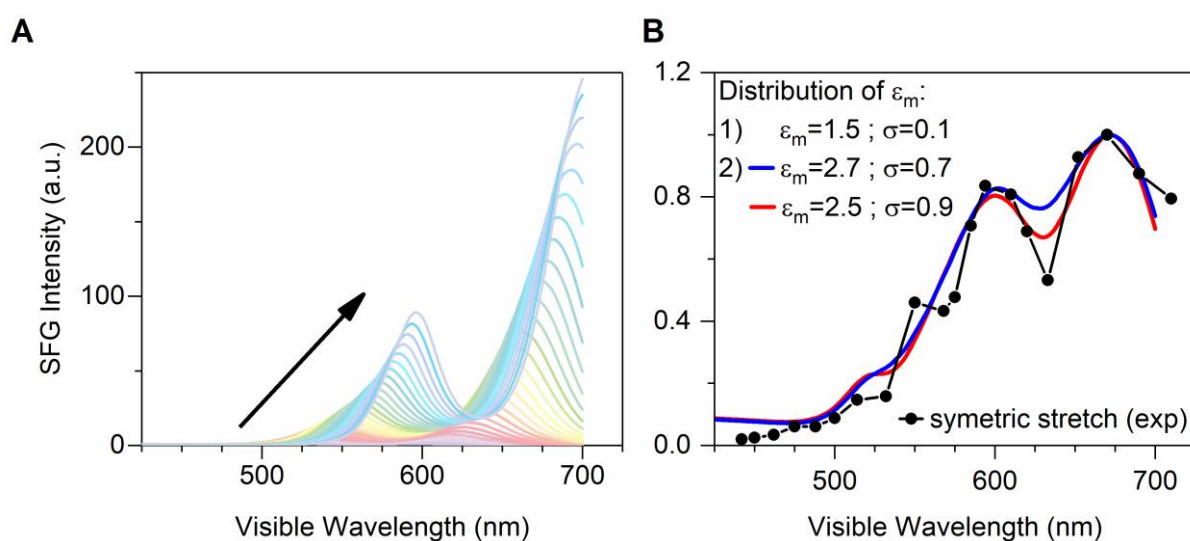 A
SFG Intensity (a.u.)
200
100
0
500
600
700
Visible Wavelength (nm)
B
1.2
0.8
0.4
0.0
Distribution of εm:
1) εm=1.5 ; σ=0.1
2) εm=2.7 ; σ=0.7
εm=2.5 ; σ=0.9
symetric stretch (exp)
500
600
700
Visible Wavelength (nm)